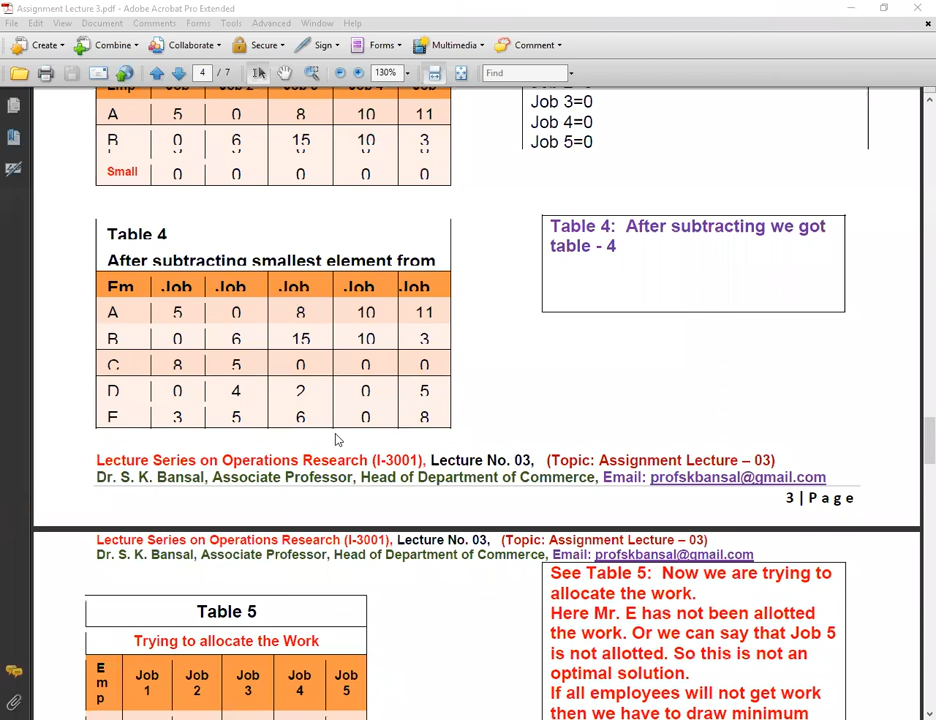 Assignment Lecture 3.pdf - Adobe Acrobat Pro Extended
File Edit View Document Comments Forms Tools Advanced Window Help
Create Combine Collaborate Secure Sign Forms Multimedia Comment
4 / 7 130% Find
A 5 0 8 10 11
B 0 6 15 10 3
Small 0 0 0 0 0
Job 3=0
Job 4=0
Job 5=0
Table 4
After subtracting smallest element from
Em Job Job Job Job Job
A 5 0 8 10 11
B 0 6 15 10 3
C 8 5 0 0 0
D 0 4 2 0 5
E 3 5 6 0 8
Table 4: After subtracting we got
table - 4
Lecture Series on Operations Research (I-3001), Lecture No. 03, (Topic: Assignment Lecture – 03)
Dr. S. K. Bansal, Associate Professor, Head of Department of Commerce, Email: profskbansal@gmail.com
3 | P a g e
Lecture Series on Operations Research (I-3001), Lecture No. 03, (Topic: Assignment Lecture – 03)
Dr. S. K. Bansal, Associate Professor, Head of Department of Commerce, Email: profskbansal@gmail.com
Table 5
Trying to allocate the Work
Emp Job 1 Job 2 Job 3 Job 4 Job 5
See Table 5: Now we are trying to
allocate the work.
Here Mr. E has not been allotted
the work. Or we can say that Job 5
is not allotted. So this is not an
optimal solution.
If all employees will not get work
then we have to draw minimum